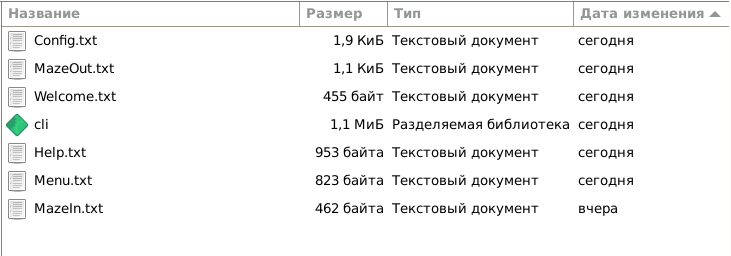 Название Размер Тип Дата изменения
Config.txt 1,9 КиБ Текстовый документ сегодня
MazeOut.txt 1,1 КиБ Текстовый документ сегодня
Welcome.txt 455 байт Текстовый документ сегодня
cli 1,1 МиБ Разделяемая библиотека сегодня
Help.txt 953 байта Текстовый документ сегодня
Menu.txt 823 байта Текстовый документ сегодня
MazeIn.txt 462 байта Текстовый документ вчера